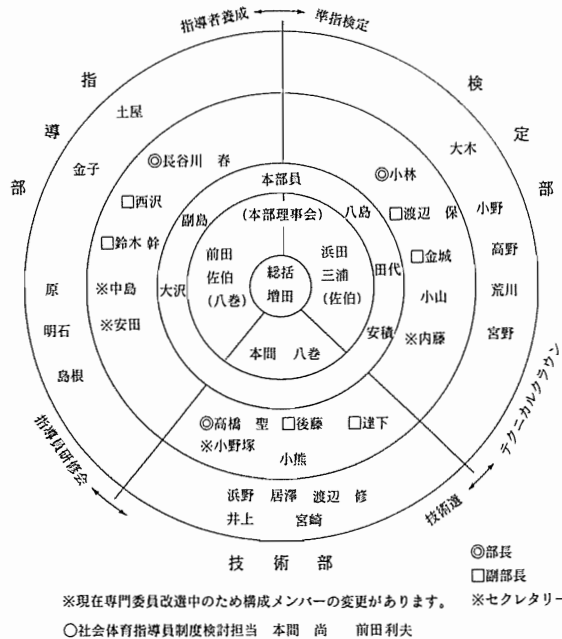 指導者養成 準指検定
指導部
検定部
土屋
金子
◎長谷川 春
□西沢
□鈴木 幹
原
※中島
明石
※安田
島根
本部員
副島
八島
大沢
田代
安積
(本部理事会)
前田
佐伯
(八巻)
浜田
三浦
(佐伯)
総括
増田
本間 八巻
◎小林
□渡辺 保
□金城
小山
※内藤
大木
小野
高野
荒川
宮野
◎高橋 聖 □後藤 □達下
※小野塚
小熊
浜野 居澤 渡辺 修
井上 宮崎
指導員研修会
技術選
テクニカルクラウン
技術部
◎部長
□副部長
※セクレタリー
※現在専門委員改選中のため構成メンバーの変更があります。
○社会体育指導員制度検討担当 本間 尚 前田利夫